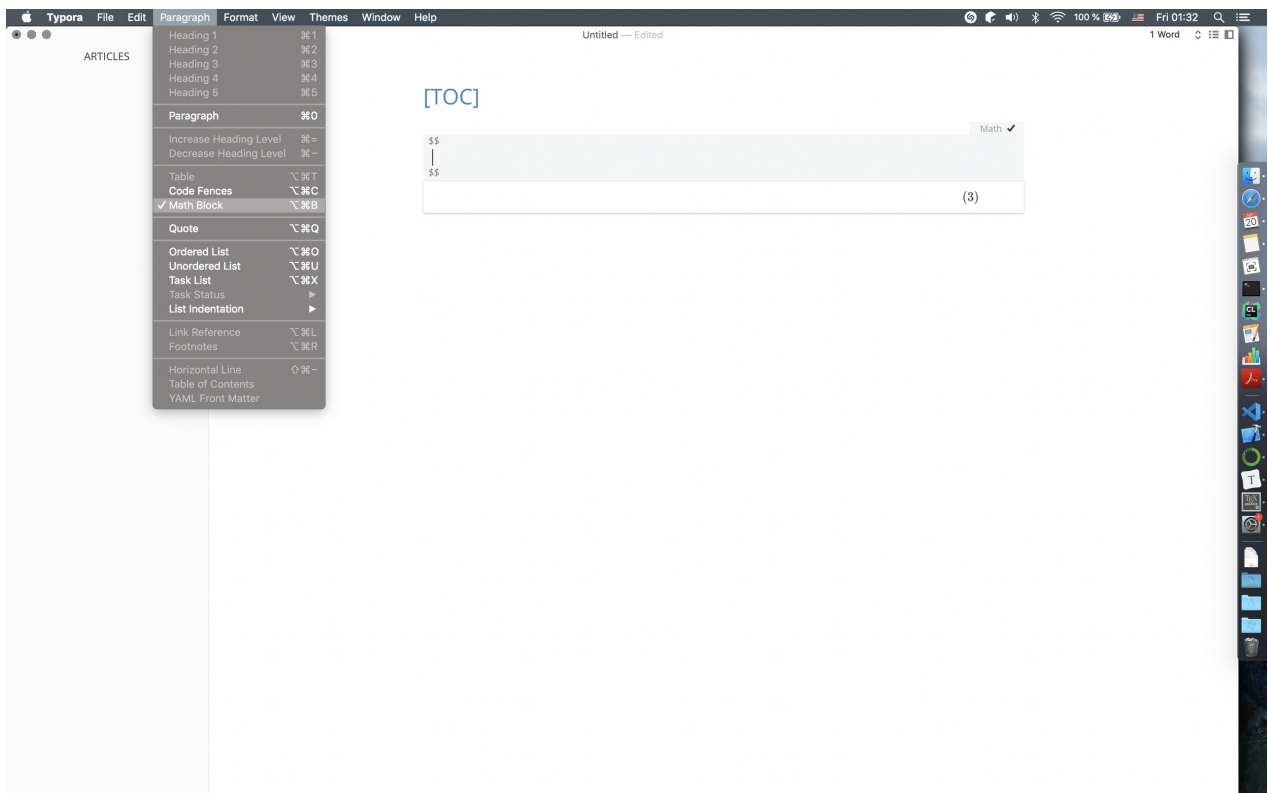 Typora File Edit Paragraph Format View Themes Window Help 100 % Fri 01:32
Untitled — Edited
1 Word
ARTICLES
Heading 1 ⌘1
Heading 2 ⌘2
Heading 3 ⌘3
Heading 4 ⌘4
Heading 5 ⌘5
Paragraph ⌘0
Increase Heading Level ⌘=
Decrease Heading Level ⌘−
Table ⌥⌘T
Code Fences ⌥⌘C
✓ Math Block ⌥⌘B
Quote ⌥⌘Q
Ordered List ⌥⌘O
Unordered List ⌥⌘U
Task List ⌥⌘X
Task Status ▶
List Indentation ▶
Link Reference ⌥⌘L
Footnotes ⌥⌘R
Horizontal Line ⇧⌘−
Table of Contents
YAML Front Matter
[TOC]
Math ✔
$$
$$
(3)
20
CL
T
TEX